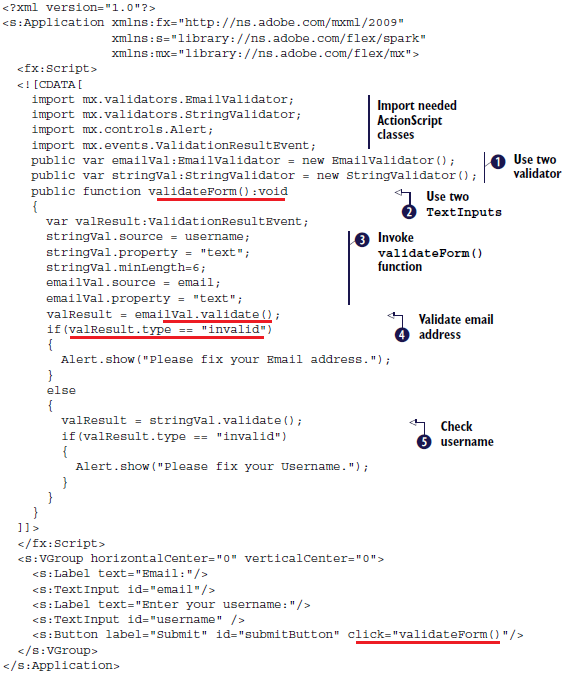 <?xml version="1.0"?>
<s:Application xmlns:fx="http://ns.adobe.com/mxml/2009"
xmlns:s="library://ns.adobe.com/flex/spark"
xmlns:mx="library://ns.adobe.com/flex/mx">
<fx:Script>
<![CDATA[
import mx.validators.EmailValidator;
import mx.validators.StringValidator;
import mx.controls.Alert;
import mx.events.ValidationResultEvent;
Import needed
ActionScript
classes
public var emailVal:EmailValidator = new EmailValidator();
public var stringVal:StringValidator = new StringValidator();
1 Use two
validator
public function validateForm():void
2 Use two
TextInputs
{
var valResult:ValidationResultEvent;
stringVal.source = username;
stringVal.property = "text";
stringVal.minLength=6;
emailVal.source = email;
emailVal.property = "text";
3 Invoke
validateForm()
function
valResult = emailVal.validate();
if(valResult.type == "invalid")
4 Validate email
address
{
Alert.show("Please fix your Email address.");
}
else
{
valResult = stringVal.validate();
if(valResult.type == "invalid")
5 Check
username
{
Alert.show("Please fix your Username.");
}
}
}
]]>
</fx:Script>
<s:VGroup horizontalCenter="0" verticalCenter="0">
<s:Label text="Email:"/>
<s:TextInput id="email"/>
<s:Label text="Enter your username:"/>
<s:TextInput id="username" />
<s:Button label="Submit" id="submitButton" click="validateForm()"/>
</s:VGroup>
</s:Application>